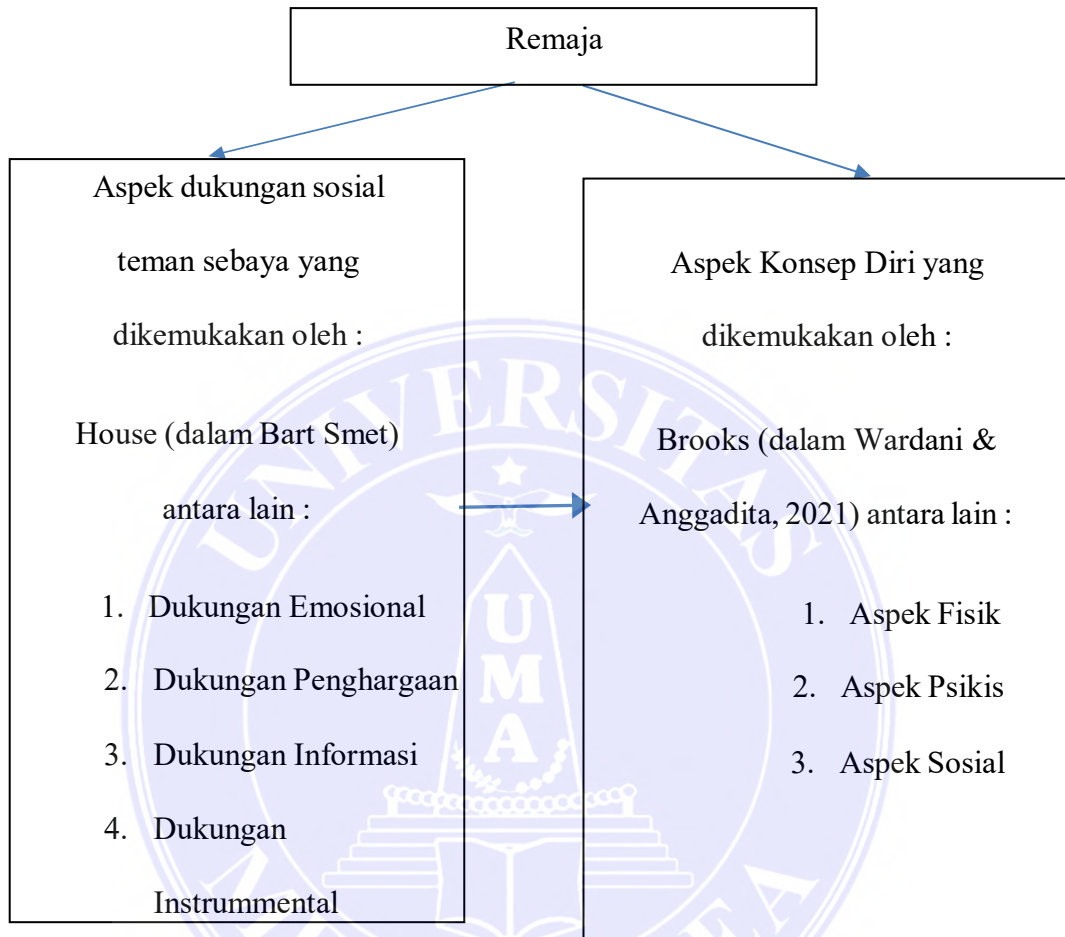 Remaja
Aspek dukungan sosial
teman sebaya yang
dikemukakan oleh :
House (dalam Bart Smet)
antara lain :
1. Dukungan Emosional
2. Dukungan Penghargaan
3. Dukungan Informasi
4. Dukungan
Instrummental
Aspek Konsep Diri yang
dikemukakan oleh :
Brooks (dalam Wardani &
Anggadita, 2021) antara lain :
1. Aspek Fisik
2. Aspek Psikis
3. Aspek Sosial
UNIVERSITAS
UMA